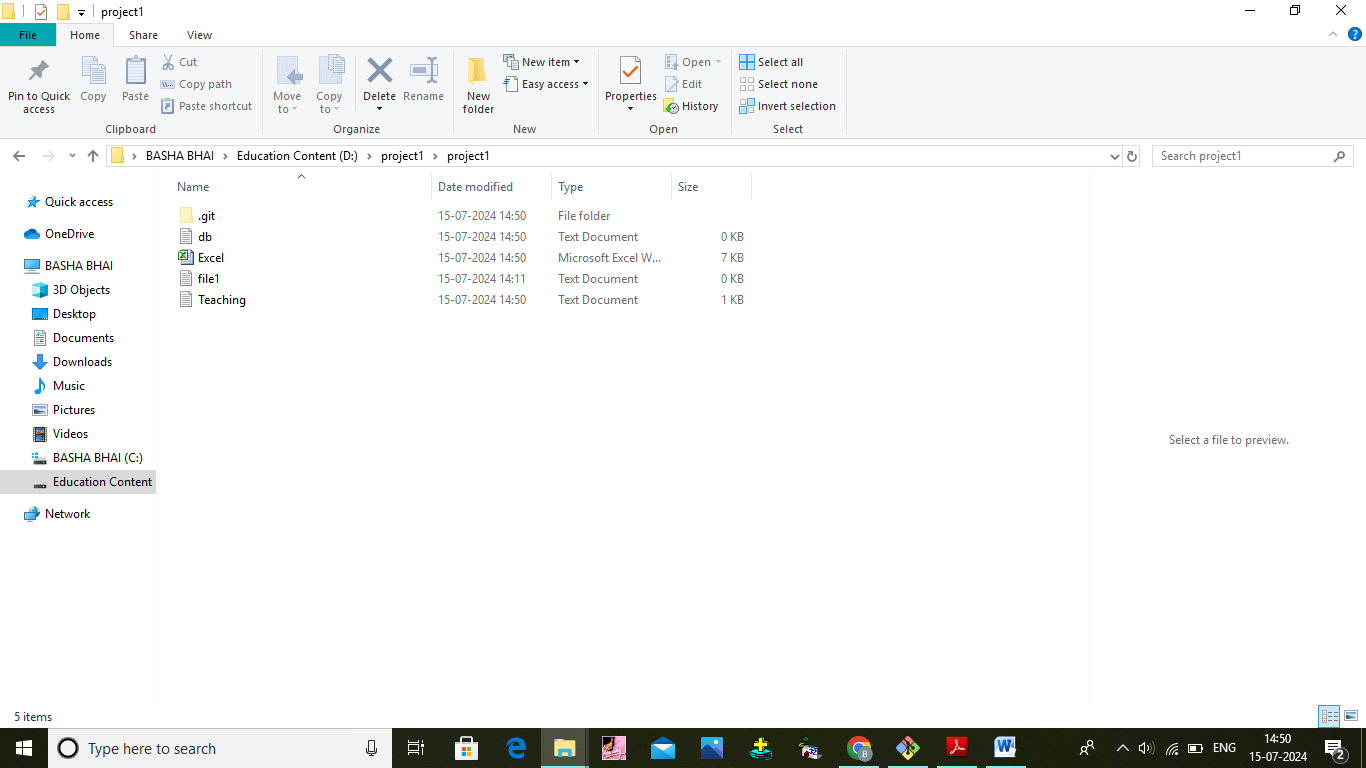 project1
File Home Share View
Pin to Quick access
Copy
Paste
Cut
Copy path
Paste shortcut
Clipboard
Move to
Copy to
Delete
Rename
Organize
New folder
New item
Easy access
New
Properties
Open
Edit
History
Open
Select all
Select none
Invert selection
Select
BASHA BHAI Education Content (D:) project1 project1
Search project1
Quick access
OneDrive
BASHA BHAI
3D Objects
Desktop
Documents
Downloads
Music
Pictures
Videos
BASHA BHAI (C:)
Education Content
Network
Name Date modified Type Size
.git 15-07-2024 14:50 File folder
db 15-07-2024 14:50 Text Document 0 KB
Excel 15-07-2024 14:50 Microsoft Excel W... 7 KB
file1 15-07-2024 14:11 Text Document 0 KB
Teaching 15-07-2024 14:50 Text Document 1 KB
Select a file to preview.
5 items
Type here to search
ENG
14:50
15-07-2024
2